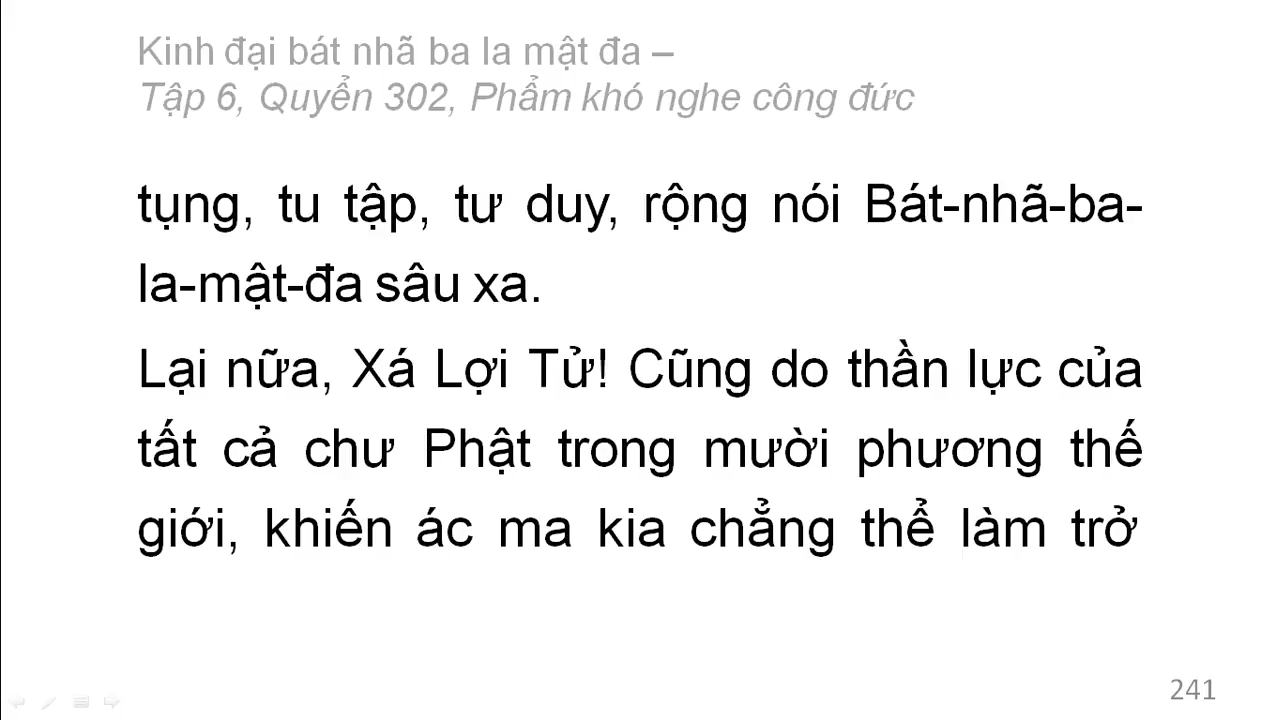 Kinh đại bát nhã ba la mật đa –
Tập 6, Quyển 302, Phẩm khó nghe công đức
tụng, tu tập, tư duy, rộng nói Bát-nhã-ba-
la-mật-đa sâu xa.
Lại nữa, Xá Lợi Tử! Cũng do thần lực của
tất cả chư Phật trong mười phương thế
giới, khiến ác ma kia chẳng thể làm trở
241